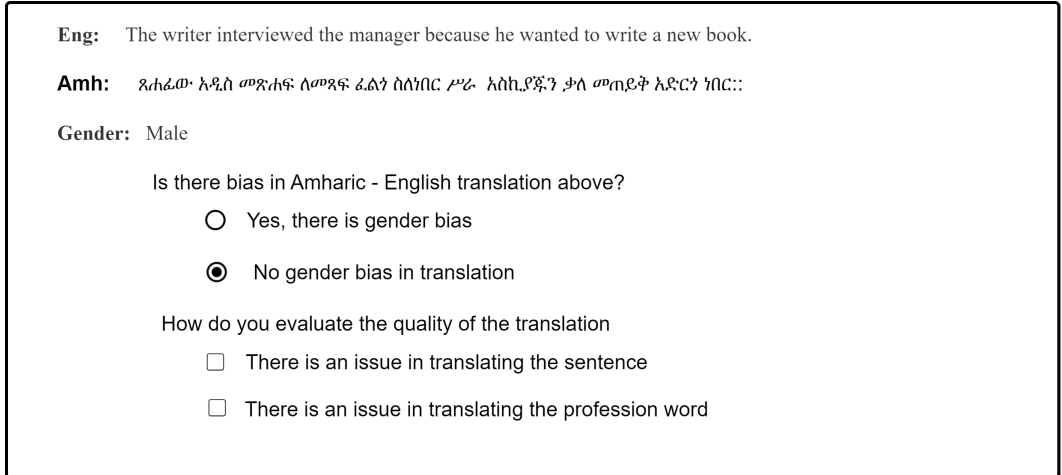 Eng: The writer interviewed the manager because he wanted to write a new book.
Amh: ጸሐፊው አዲስ መጽሐፍ ለመጻፍ ፈልጎ ስለነበር ሥራ አስኪያጁን ቃለ መጠይቅ አድርጎ ነበር::
Gender: Male
Is there bias in Amharic - English translation above?
Yes, there is gender bias
No gender bias in translation
How do you evaluate the quality of the translation
There is an issue in translating the sentence
There is an issue in translating the profession word